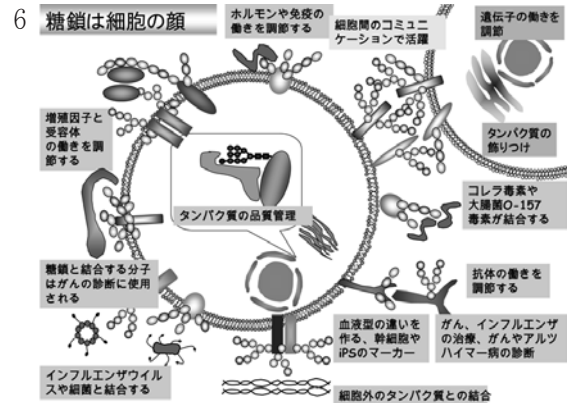 6
糖鎖は細胞の顔
ホルモンや免疫の
働きを調節する
細胞間のコミュニ
ケーションで活躍
遺伝子の働きを
調節
タンパク質の
飾りつけ
増殖因子と
受容体
の働きを調
節する
タンパク質の品質管理
コレラ毒素や
大腸菌O-157
毒素が結合する
糖鎖と結合する分子
はがんの診断に使用
される
抗体の働きを
調節する
血液型の違いを
作る、幹細胞や
iPSのマーカー
がん、インフルエンザ
の治療、がんやアルツ
ハイマー病の診断
インフルエンザウイル
スや細菌と結合する
細胞外のタンパク質との結合